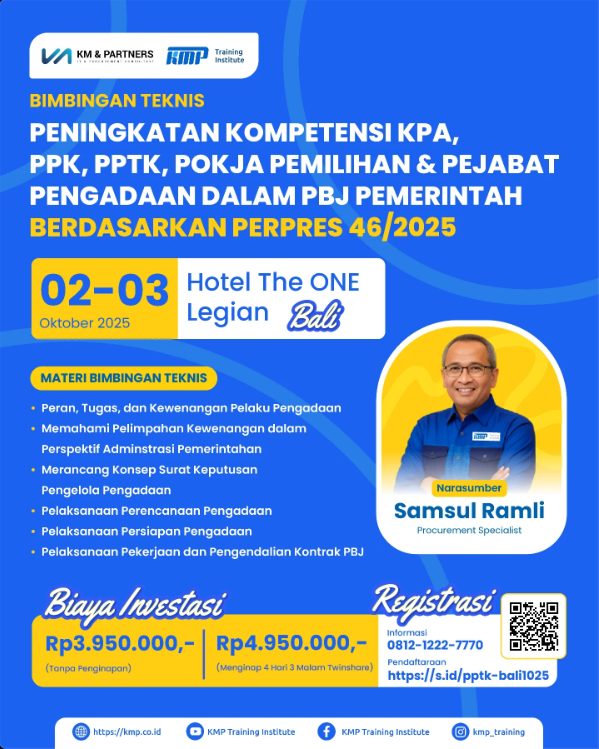 KM & PARTNERS
KMP Training
Institute
BIMBINGAN TEKNIS
PENINGKATAN KOMPETENSI KPA,
PPK, PPTK, POKJA PEMILIHAN & PEJABAT
PENGADAAN DALAM PBJ PEMERINTAH
BERDASARKAN PERPRES 46/2025
02-03
Oktober 2025
Hotel The ONE
Legian Bali
MATERI BIMBINGAN TEKNIS
• Peran, Tugas, dan Kewenangan Pelaku Pengadaan
• Memahami Pelimpahan Kewenangan dalam
Perspektif Adminstrasi Pemerintahan
• Merancang Konsep Surat Keputusan
Pengelola Pengadaan
• Pelaksanaan Perencanaan Pengadaan
• Pelaksanaan Persiapan Pengadaan
• Pelaksanaan Pekerjaan dan Pengendalian Kontrak PBJ
KMP
Narasumber
Samsul Ramli
Procurement Specialist
Biaya Investasi
Rp3.950.000,-
(Tanpa Penginapan)
Rp4.950.000,-
(Menginap 4 Hari 3 Malam Twinshare)
Registrasi
Informasi
0812-1222-7770
Pendaftaraan
https://s.id/pptk-bali1025
https://kmp.co.id
KMP Training Institute
KMP Training Institute
kmp_training